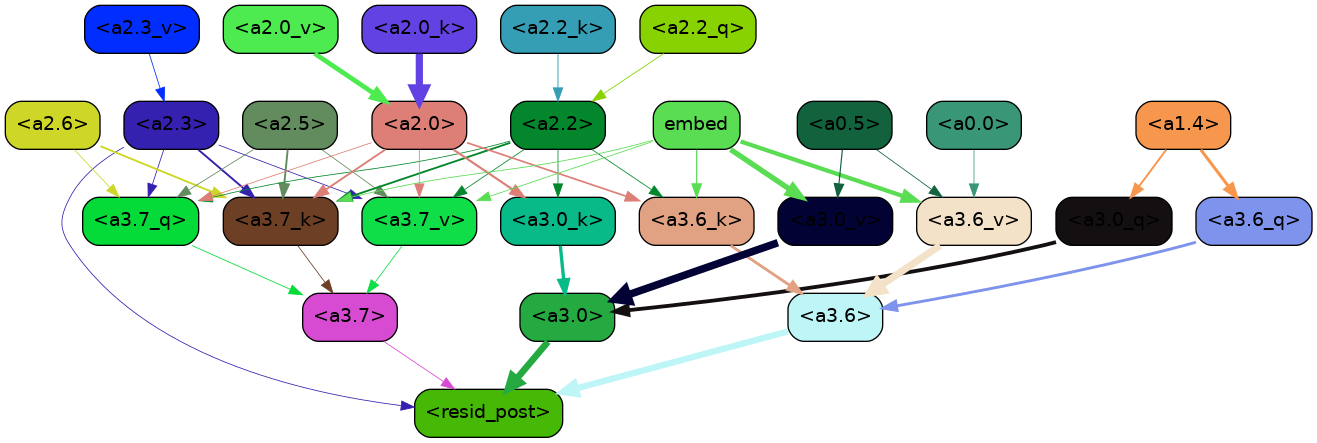 <a2.3_v> <a2.0_v> <a2.0_k> <a2.2_k> <a2.2_q>
<a2.6> <a2.3> <a2.5> <a2.0> <a2.2> embed <a0.5> <a0.0> <a1.4>
<a3.7_q> <a3.7_k> <a3.7_v> <a3.0_k> <a3.6_k> <a3.0_v> <a3.6_v> <a3.0_q> <a3.6_q>
<a3.7> <a3.0> <a3.6>
<resid_post>